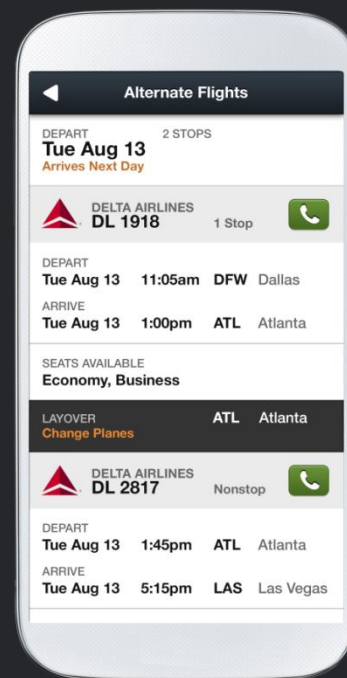 Alternate Flights
DEPART 2 STOPS
Tue Aug 13
Arrives Next Day
DELTA AIRLINES
DL 1918 1 Stop
DEPART
Tue Aug 13 11:05am DFW Dallas
ARRIVE
Tue Aug 13 1:00pm ATL Atlanta
SEATS AVAILABLE
Economy, Business
LAYOVER ATL Atlanta
Change Planes
DELTA AIRLINES
DL 2817 Nonstop
DEPART
Tue Aug 13 1:45pm ATL Atlanta
ARRIVE
Tue Aug 13 5:15pm LAS Las Vegas